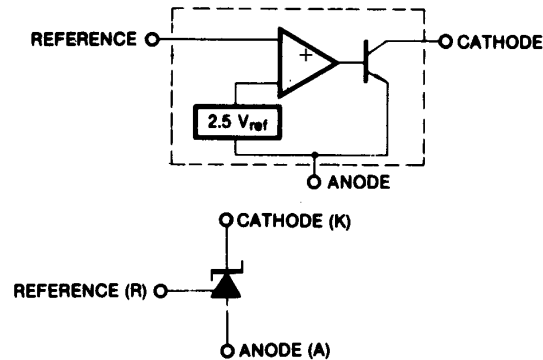 REFERENCE
CATHODE
+
-
2.5 Vref
ANODE
CATHODE (K)
REFERENCE (R)
ANODE (A)